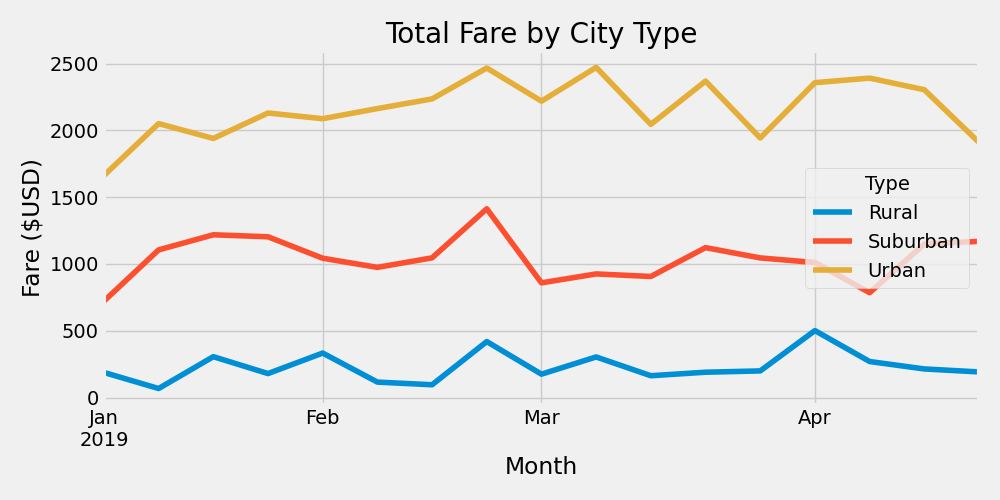 Total Fare by City Type
Fare ($USD)
2500
2000
1500
1000
500
0
Type
Rural
Suburban
Urban
Jan
2019
Feb
Mar
Apr
Month